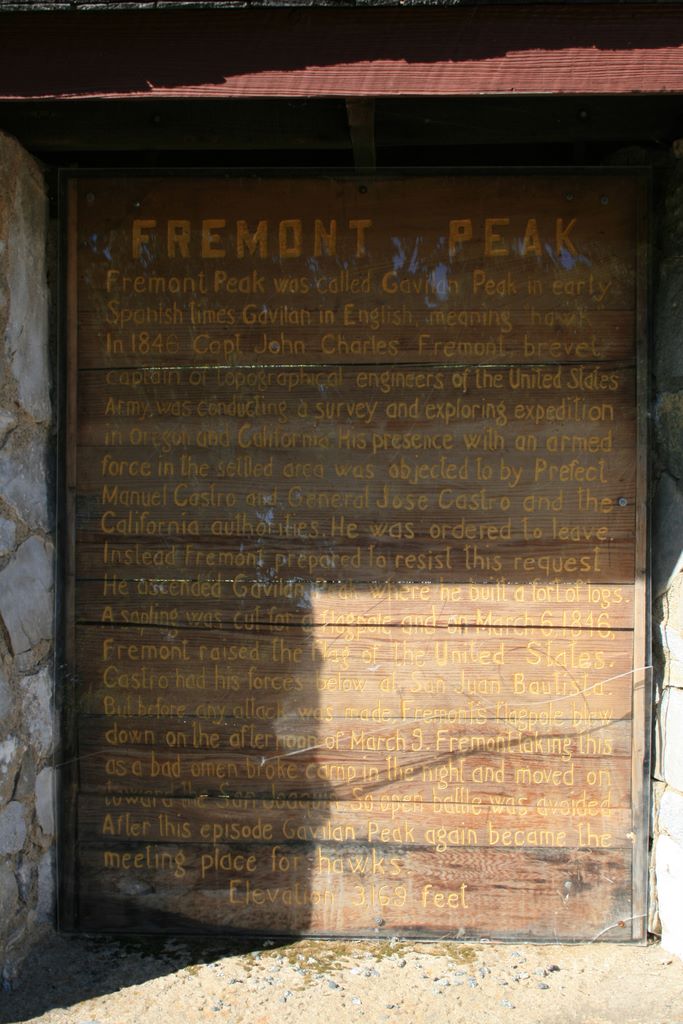 FREMONT PEAK
Fremont Peak was called Gavilan Peak in early
Spanish times Gavilan in English, meaning hawk
In 1846 Capt. John Charles Fremont, brevet
captain of topographical engineers of the United States
Army, was conducting a survey and exploring expedition
in Oregon and California. His presence with an armed
force in the settled area was objected to by Prefect
Manuel Castro and General Jose Castro and the
California authorities. He was ordered to leave.
Instead Fremont prepared to resist this request
He ascended Gavilan Peak where he built a fort of logs.
A sapling was cut for a flagpole and on March 6, 1846,
Fremont raised the flag of the United States.
Castro had his forces below at San Juan Bautista.
But before any attack was made Fremont's flagpole blew
down on the afternoon of March 9. Fremont taking this
as a bad omen broke camp in the night and moved on
toward the San Joaquin. So open battle was avoided
After this episode Gavilan Peak again became the
meeting place for hawks.
Elevation 3,169 feet